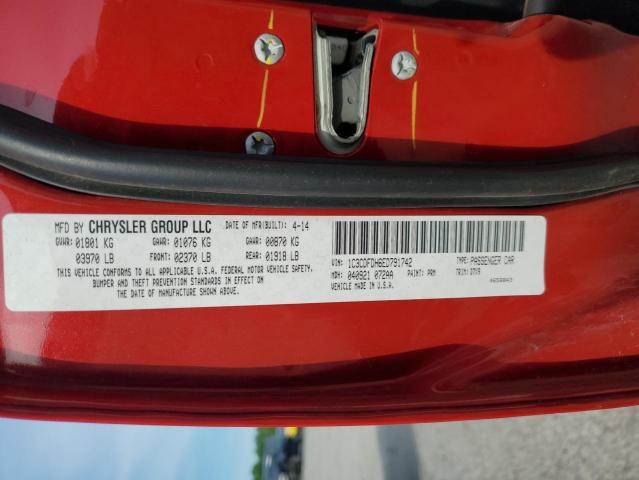 MFD BY CHRYSLER GROUP LLC DATE OF MFR(BUILT): 4-14
GVWR: 01801 KG GAWR: 01076 KG GAWR: 00870 KG
03970 LB FRONT: 02370 LB REAR: 01918 LB
THIS VEHICLE CONFORMS TO ALL APPLICABLE U.S.A. FEDERAL MOTOR VEHICLE SAFETY,
BUMPER AND THEFT PREVENTION STANDARDS IN EFFECT ON
THE DATE OF MANUFACTURE SHOWN ABOVE.
VIN: 1C3CDFDH6ED791742 TYPE: PASSENGER CAR
MDH: 040921 072AA PAINT: PRM TRIM: D7X9
VEHICLE MADE IN U.S.A.